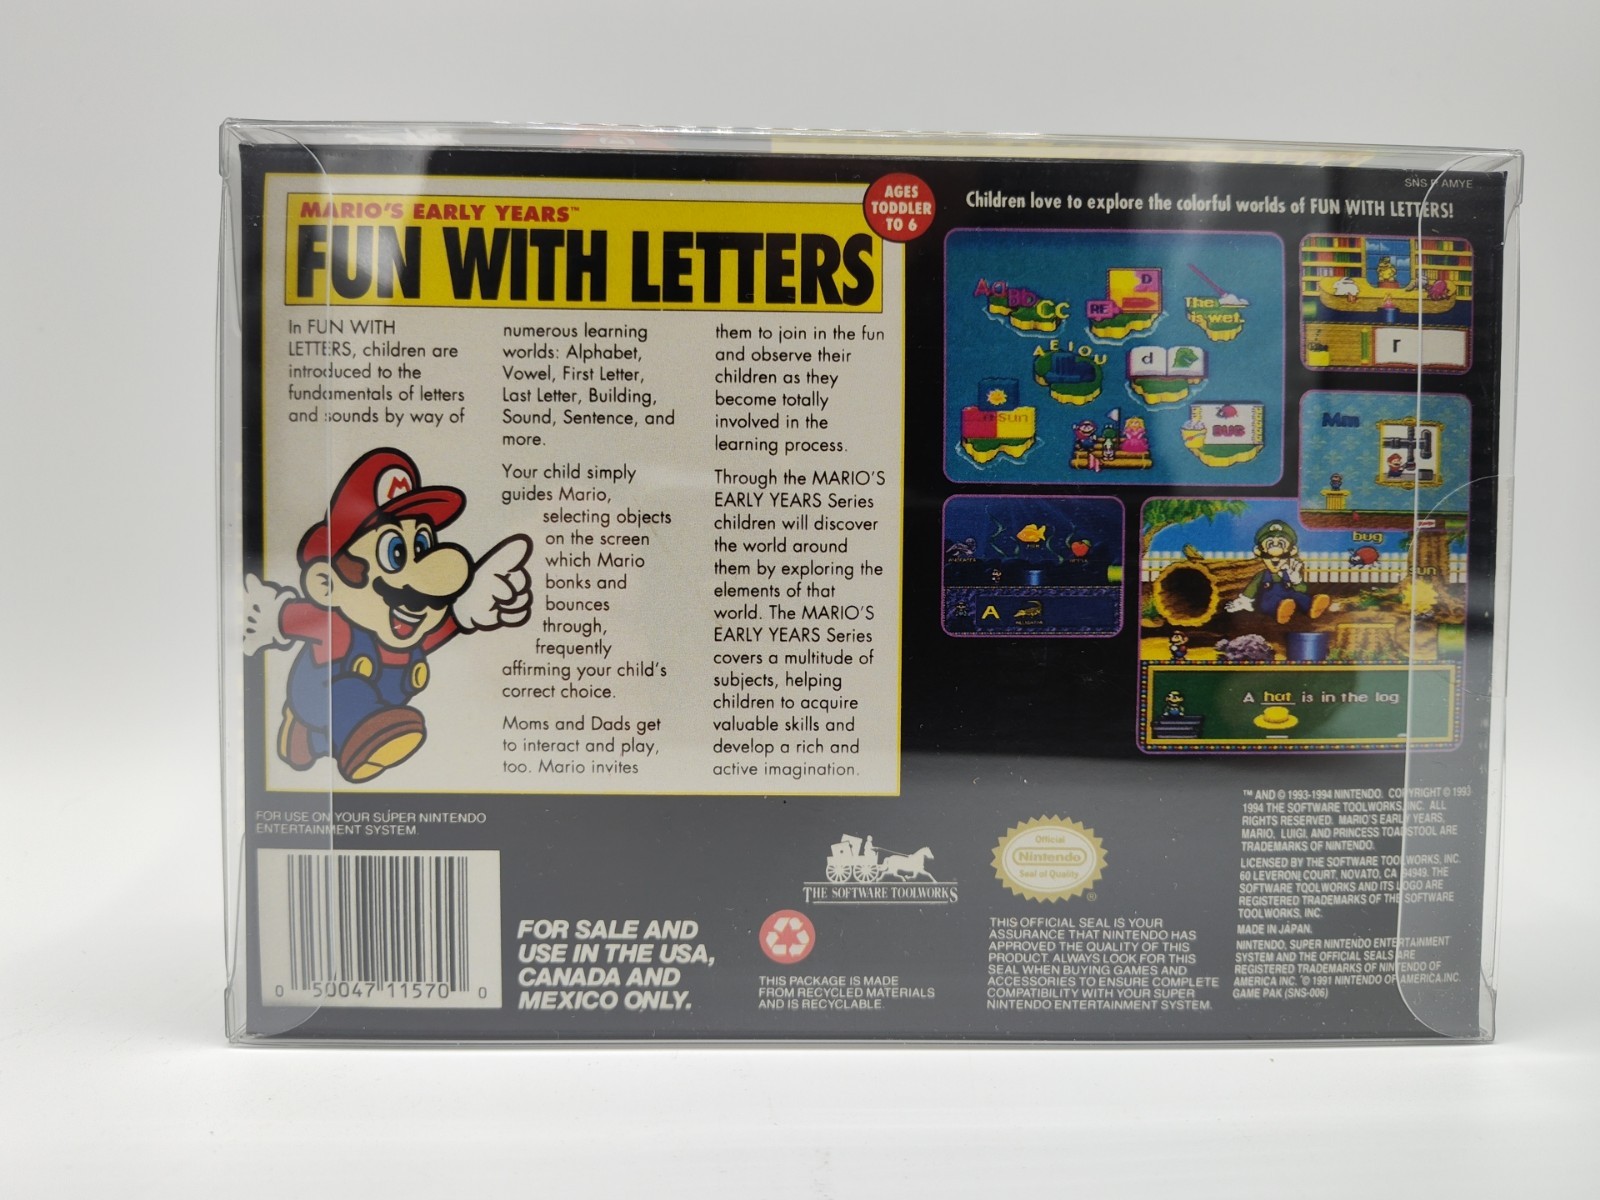 SNS P AMYE
MARIO'S EARLY YEARS™
FUN WITH LETTERS
AGES
TODDLER
TO 6
In FUN WITH
LETTERS, children are
introduced to the
fundamentals of letters
and sounds by way of
numerous learning
worlds: Alphabet,
Vowel, First Letter,
Last Letter, Building,
Sound, Sentence, and
more.
Your child simply
guides Mario,
selecting objects
on the screen
which Mario
bonks and
bounces
through,
frequently
affirming your child's
correct choice.
Moms and Dads get
to interact and play,
too. Mario invites
them to join in the fun
and observe their
children as they
become totally
involved in the
learning process.
Through the MARIO'S
EARLY YEARS Series
children will discover
the world around
them by exploring the
elements of that
world. The MARIO'S
EARLY YEARS Series
covers a multitude of
subjects, helping
children to acquire
valuable skills and
develop a rich and
active imagination.
M
Children love to explore the colorful worlds of FUN WITH LETTERS!
Aa Bb Cc
D
RE
The
is wet.
A E I O U
d
sun
BUG
r
Mm
A
bug
sun
A hat is in the log
FOR USE ON YOUR SUPER NINTENDO
ENTERTAINMENT SYSTEM
0 50047 11570 0
FOR SALE AND
USE IN THE USA,
CANADA AND
MEXICO ONLY.
THE SOFTWARE TOOLWORKS
THIS PACKAGE IS MADE
FROM RECYCLED MATERIALS
AND IS RECYCLABLE.
Official
Nintendo
Seal of Quality
®
THIS OFFICIAL SEAL IS YOUR
ASSURANCE THAT NINTENDO HAS
APPROVED THE QUALITY OF THIS
PRODUCT. ALWAYS LOOK FOR THIS
SEAL WHEN BUYING GAMES AND
ACCESSORIES TO ENSURE COMPLETE
COMPATIBILITY WITH YOUR SUPER
NINTENDO ENTERTAINMENT SYSTEM.
™ AND © 1993-1994 NINTENDO. COPYRIGHT © 1993
1994 THE SOFTWARE TOOLWORKS, INC. ALL
RIGHTS RESERVED. MARIO'S EARLY YEARS,
MARIO, LUIGI, AND PRINCESS TOADSTOOL ARE
TRADEMARKS OF NINTENDO.
LICENSED BY THE SOFTWARE TOOLWORKS, INC.
60 LEVERONI COURT, NOVATO, CA 94949. THE
SOFTWARE TOOLWORKS AND ITS LOGO ARE
REGISTERED TRADEMARKS OF THE SOFTWARE
TOOLWORKS, INC.
MADE IN JAPAN.
NINTENDO, SUPER NINTENDO ENTERTAINMENT
SYSTEM AND THE OFFICIAL SEALS ARE
REGISTERED TRADEMARKS OF NINTENDO OF
AMERICA INC. © 1991 NINTENDO OF AMERICA INC.
GAME PAK (SNS-006)